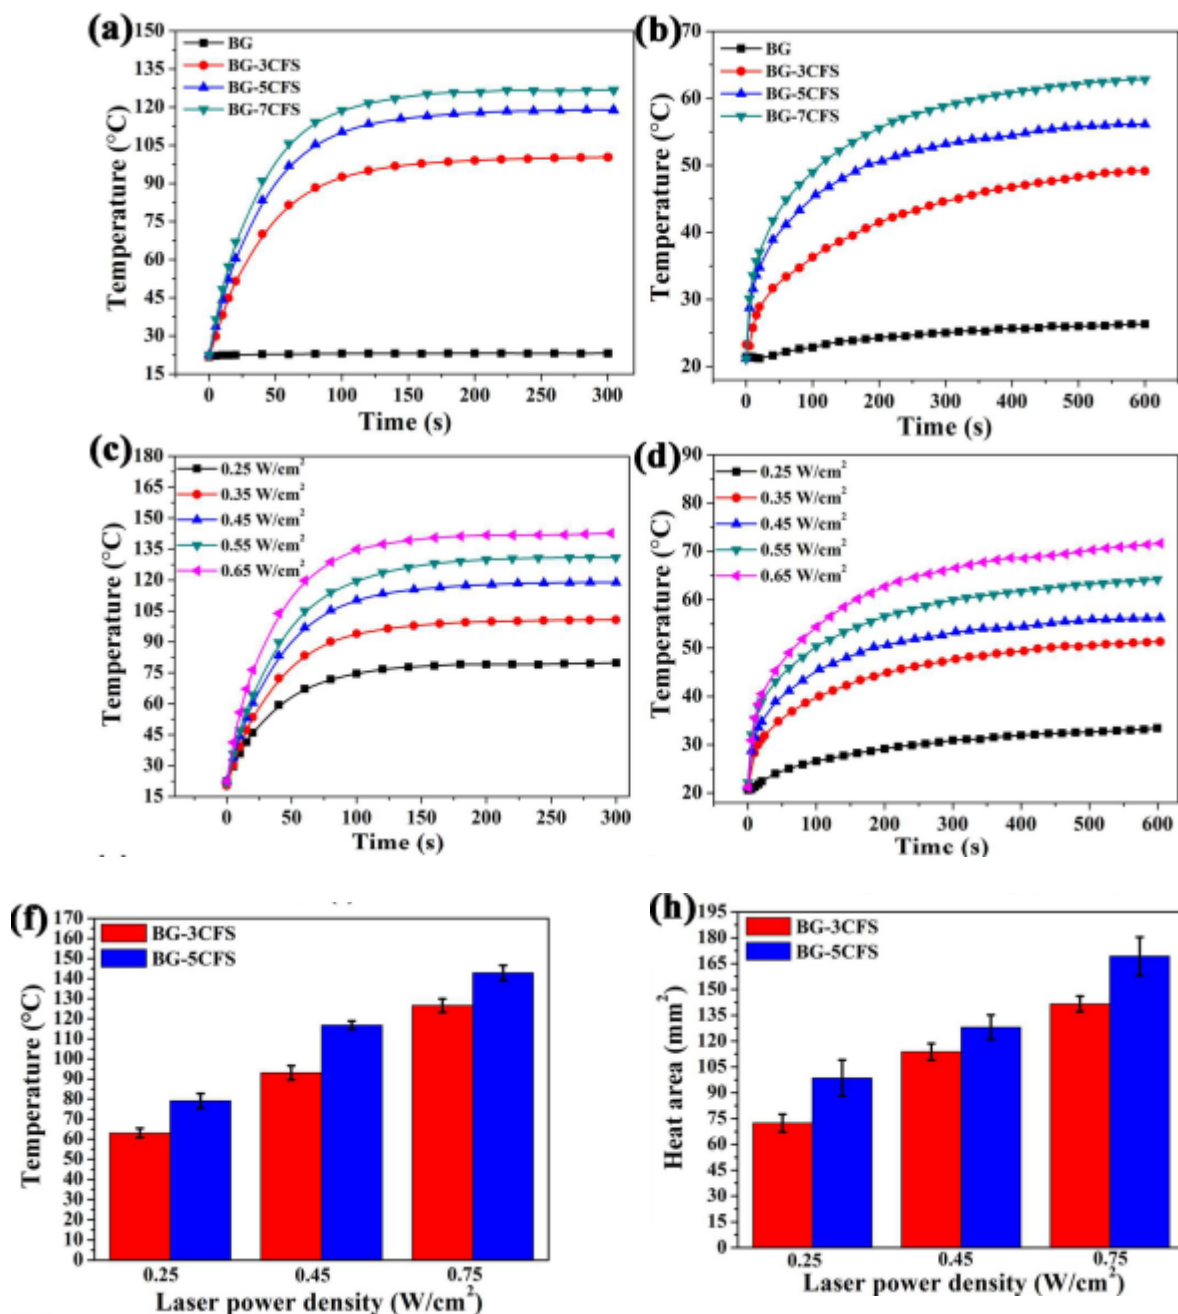 (a)
BG
BG-3CFS
BG-5CFS
BG-7CFS
150
135
120
105
90
75
60
45
30
15
Temperature (°C)
0 50 100 150 200 250 300
Time (s)
(b)
BG
BG-3CFS
BG-5CFS
BG-7CFS
70
60
50
40
30
20
Temperature (°C)
0 100 200 300 400 500 600
Time (s)
(c)
0.25 W/cm²
0.35 W/cm²
0.45 W/cm²
0.55 W/cm²
0.65 W/cm²
180
165
150
135
120
105
90
75
60
45
30
15
Temperature (°C)
0 50 100 150 200 250 300
Time (s)
(d)
0.25 W/cm²
0.35 W/cm²
0.45 W/cm²
0.55 W/cm²
0.65 W/cm²
90
80
70
60
50
40
30
20
Temperature (°C)
0 100 200 300 400 500 600
Time (s)
(f)
BG-3CFS
BG-5CFS
170
160
150
140
130
120
110
100
90
80
70
60
50
40
30
20
10
0
Temperature (°C)
0.25 0.45 0.75
Laser power density (W/cm²)
(h)
BG-3CFS
BG-5CFS
195
180
165
150
135
120
105
90
75
60
45
30
15
0
Heat area (mm²)
0.25 0.45 0.75
Laser power density (W/cm²)